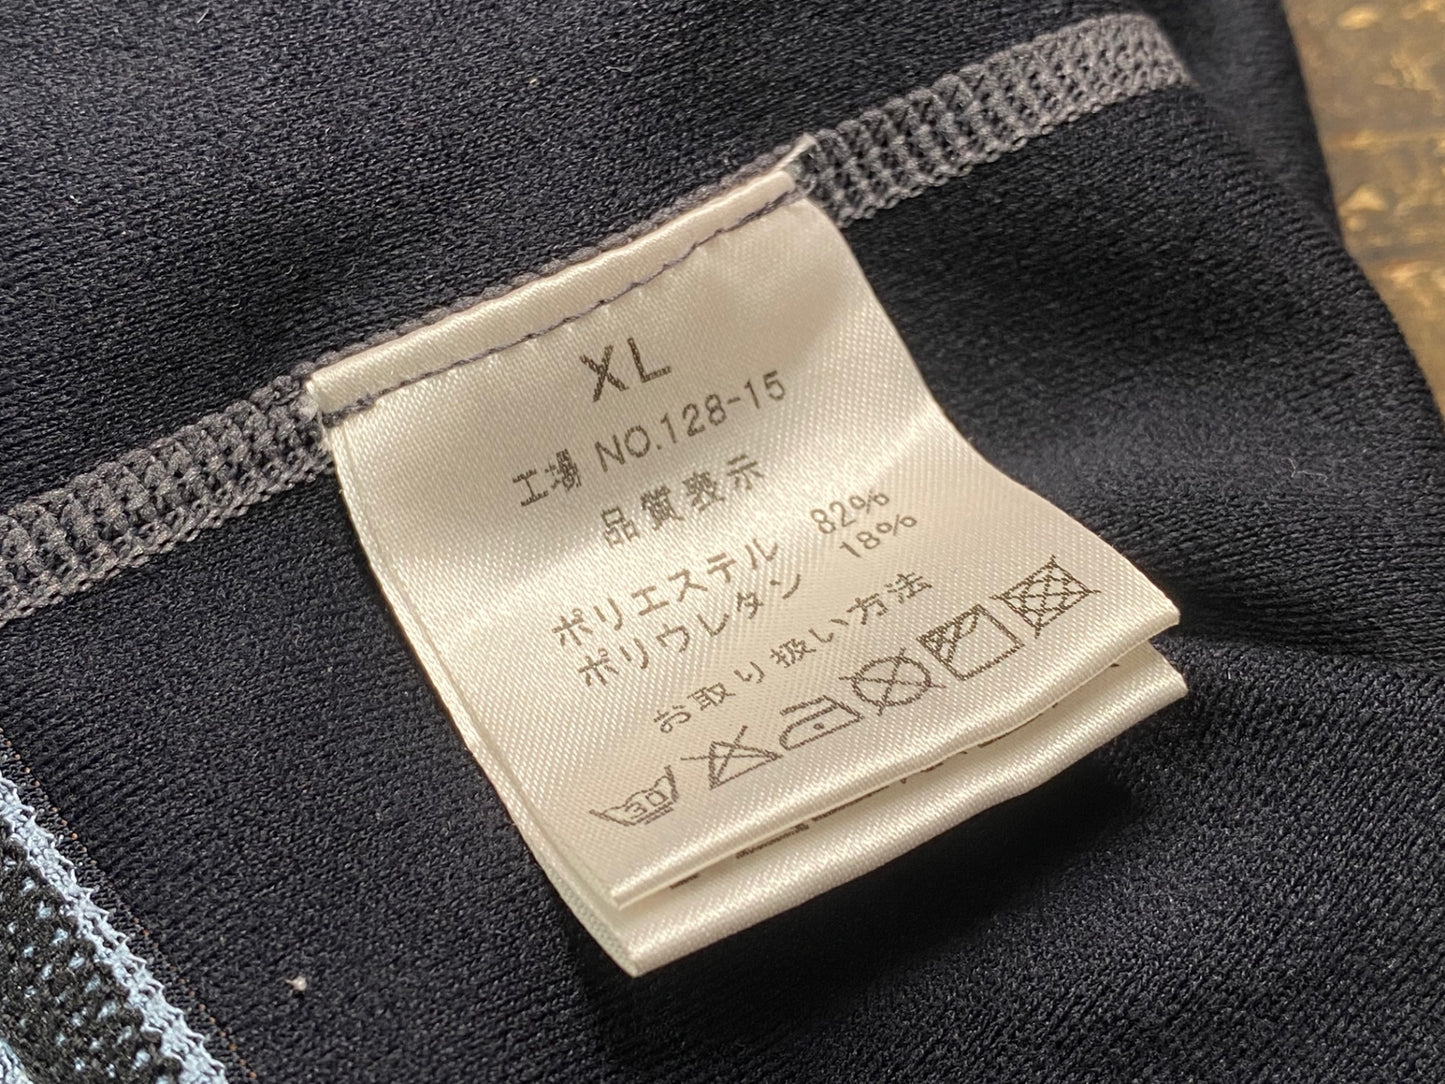 XL
工場 NO.128-15
品質表示
ポリエステル 82%
ポリウレタン 18%
お取り扱い方法
30